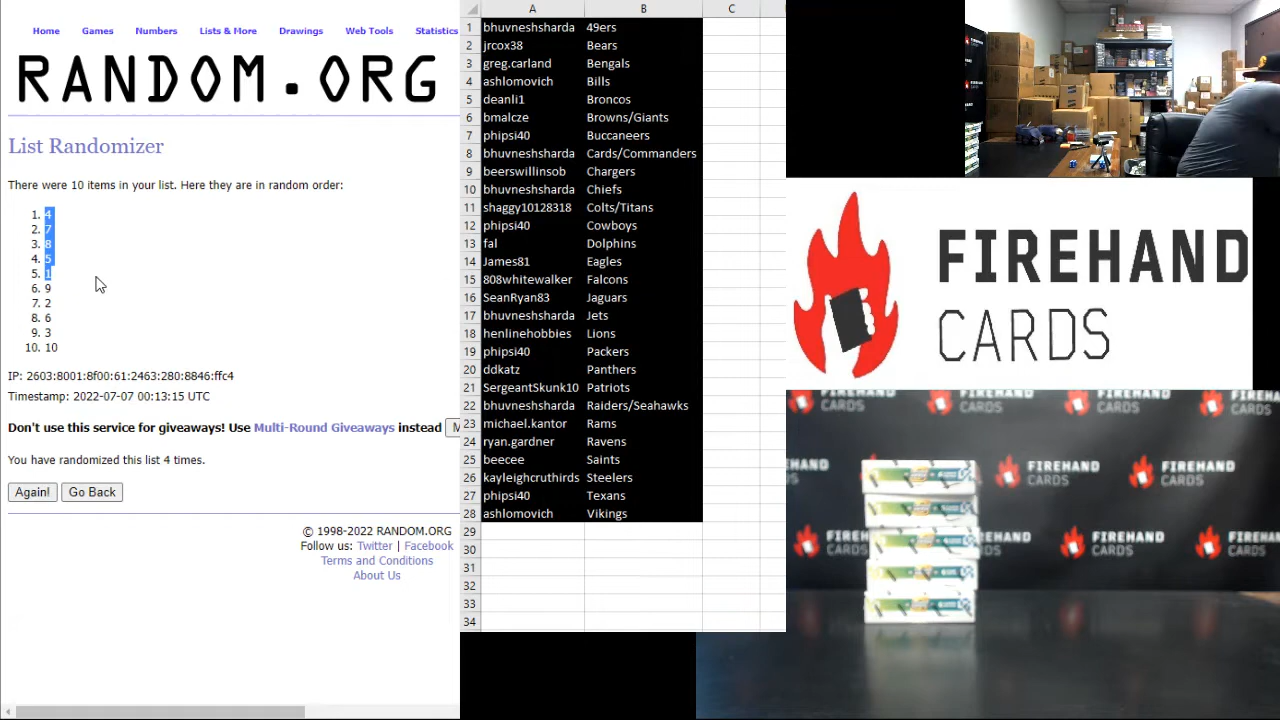 Home Games Numbers Lists & More Drawings Web Tools Statistics
RANDOM.ORG
List Randomizer
There were 10 items in your list. Here they are in random order:
1. 4
2. 7
3. 8
4. 5
5. 1
6. 9
7. 2
8. 6
9. 3
10. 10
IP: 2603:8001:8f00:61:2463:280:8846:ffc4
Timestamp: 2022-07-07 00:13:15 UTC
Don't use this service for giveaways! Use Multi-Round Giveaways instead
You have randomized this list 4 times.
Again! Go Back
© 1998-2022 RANDOM.ORG
Follow us: Twitter | Facebook
Terms and Conditions
About Us
A B C
1 bhuvneshsharda 49ers
2 jrcox38 Bears
3 greg.carland Bengals
4 ashlomovich Bills
5 deanli1 Broncos
6 bmalcze Browns/Giants
7 phipsi40 Buccaneers
8 bhuvneshsharda Cards/Commanders
9 beerswillinsob Chargers
10 bhuvneshsharda Chiefs
11 shaggy10128318 Colts/Titans
12 phipsi40 Cowboys
13 fal Dolphins
14 James81 Eagles
15 808whitewalker Falcons
16 SeanRyan83 Jaguars
17 bhuvneshsharda Jets
18 henlinehobbies Lions
19 phipsi40 Packers
20 ddkatz Panthers
21 SergeantSkunk10 Patriots
22 bhuvneshsharda Raiders/Seahawks
23 michael.kantor Rams
24 ryan.gardner Ravens
25 beecee Saints
26 kayleighcruthirds Steelers
27 phipsi40 Texans
28 ashlomovich Vikings
29
30
31
32
33
34
FIREHAND
CARDS
FIREHAND
CARDS
FIREHAND
CARDS
FIREHAND
CARDS